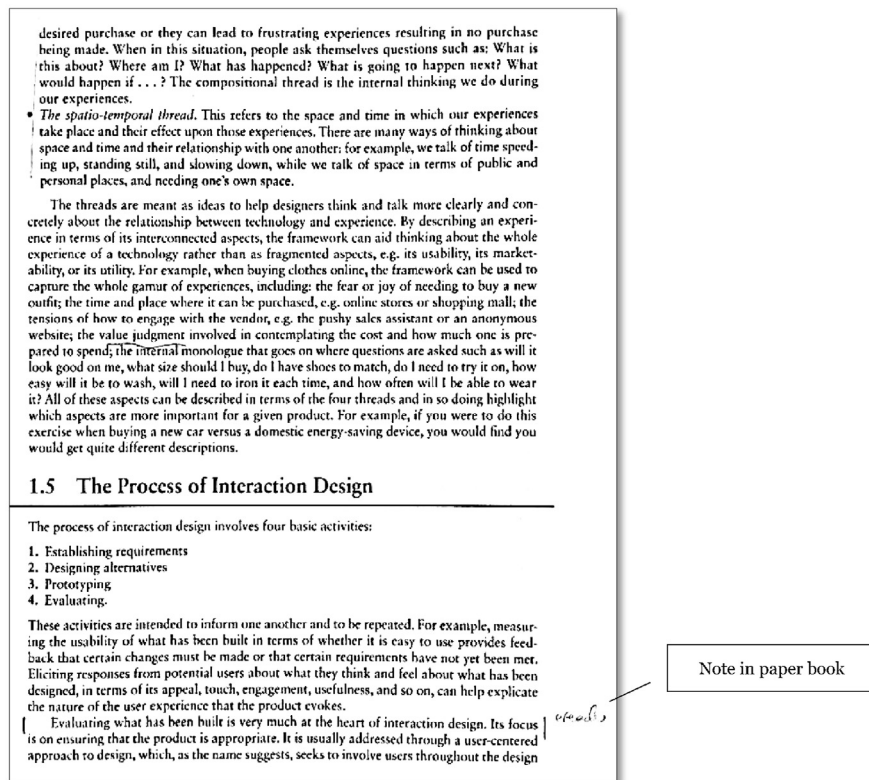 desired purchase or they can lead to frustrating experiences resulting in no purchase
being made. When in this situation, people ask themselves questions such as: What is
this about? Where am I? What has happened? What is going to happen next? What
would happen if . . . ? The compositional thread is the internal thinking we do during
our experiences.
• The spatio-temporal thread. This refers to the space and time in which our experiences
take place and their effect upon those experiences. There are many ways of thinking about
space and time and their relationship with one another: for example, we talk of time speed-
ing up, standing still, and slowing down, while we talk of space in terms of public and
personal places, and needing one's own space.
The threads are meant as ideas to help designers think and talk more clearly and con-
cretely about the relationship between technology and experience. By describing an experi-
ence in terms of its interconnected aspects, the framework can aid thinking about the whole
experience of a technology rather than as fragmented aspects, e.g. its usability, its market-
ability, or its utility. For example, when buying clothes online, the framework can be used to
capture the whole gamut of experiences, including: the fear or joy of needing to buy a new
outfit; the time and place where it can be purchased, e.g. online stores or shopping mall; the
tensions of how to engage with the vendor, e.g. the pushy sales assistant or an anonymous
website; the value judgment involved in contemplating the cost and how much one is pre-
pared to spend; the internal monologue that goes on where questions are asked such as will it
look good on me, what size should I buy, do I have shoes to match, do I need to try it on, how
easy will it be to wash, will I need to iron it each time, and how often will I be able to wear
it? All of these aspects can be described in terms of the four threads and in so doing highlight
which aspects are more important for a given product. For example, if you were to do this
exercise when buying a new car versus a domestic energy-saving device, you would find you
would get quite different descriptions.
1.5 The Process of Interaction Design
The process of interaction design involves four basic activities:
1. Establishing requirements
2. Designing alternatives
3. Prototyping
4. Evaluating.
These activities are intended to inform one another and to be repeated. For example, measur-
ing the usability of what has been built in terms of whether it is easy to use provides feed-
back that certain changes must be made or that certain requirements have not yet been met.
Eliciting responses from potential users about what they think and feel about what has been
designed, in terms of its appeal, touch, engagement, usefulness, and so on, can help explicate
the nature of the user experience that the product evokes.
Evaluating what has been built is very much at the heart of interaction design. Its focus
is on ensuring that the product is appropriate. It is usually addressed through a user-centered
approach to design, which, as the name suggests, seeks to involve users throughout the design
Note in paper book